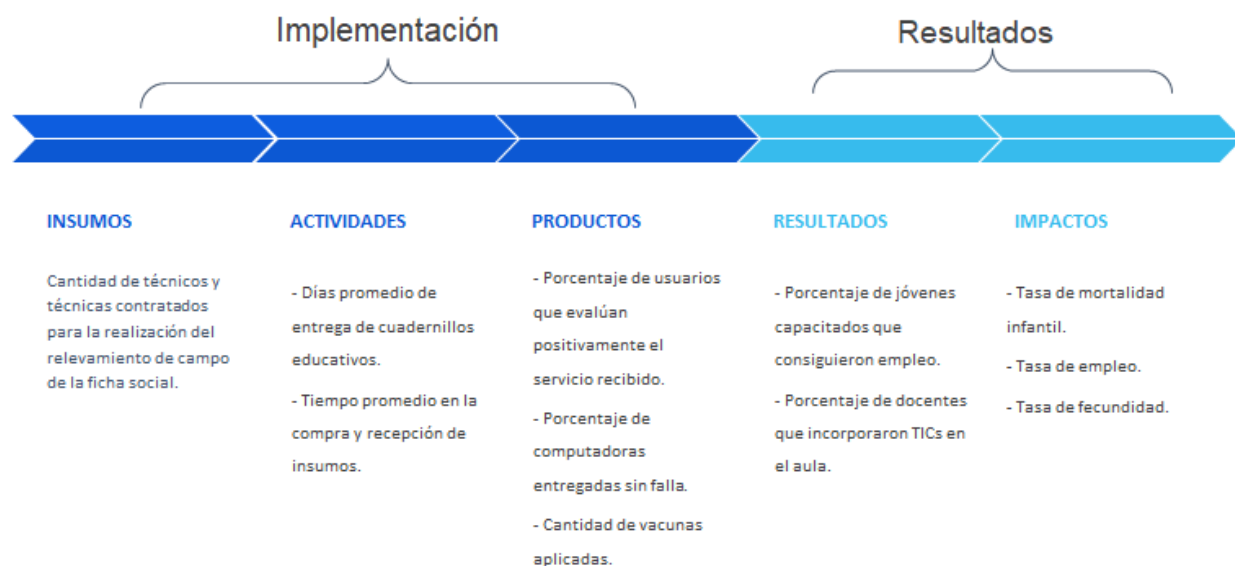 Implementación
Resultados
INSUMOS
Cantidad de técnicos y
técnicas contratados
para la realización del
relevamiento de campo
de la ficha social.
ACTIVIDADES
- Días promedio de
entrega de cuadernillos
educativos.
- Tiempo promedio en la
compra y recepción de
insumos.
PRODUCTOS
- Porcentaje de usuarios
que evalúan
positivamente el
servicio recibido.
- Porcentaje de
computadoras
entregadas sin falla.
- Cantidad de vacunas
aplicadas.
RESULTADOS
- Porcentaje de jóvenes
capacitados que
consiguieron empleo.
- Porcentaje de docentes
que incorporaron TICs en
el aula.
IMPACTOS
- Tasa de mortalidad
infantil.
- Tasa de empleo.
- Tasa de fecundidad.